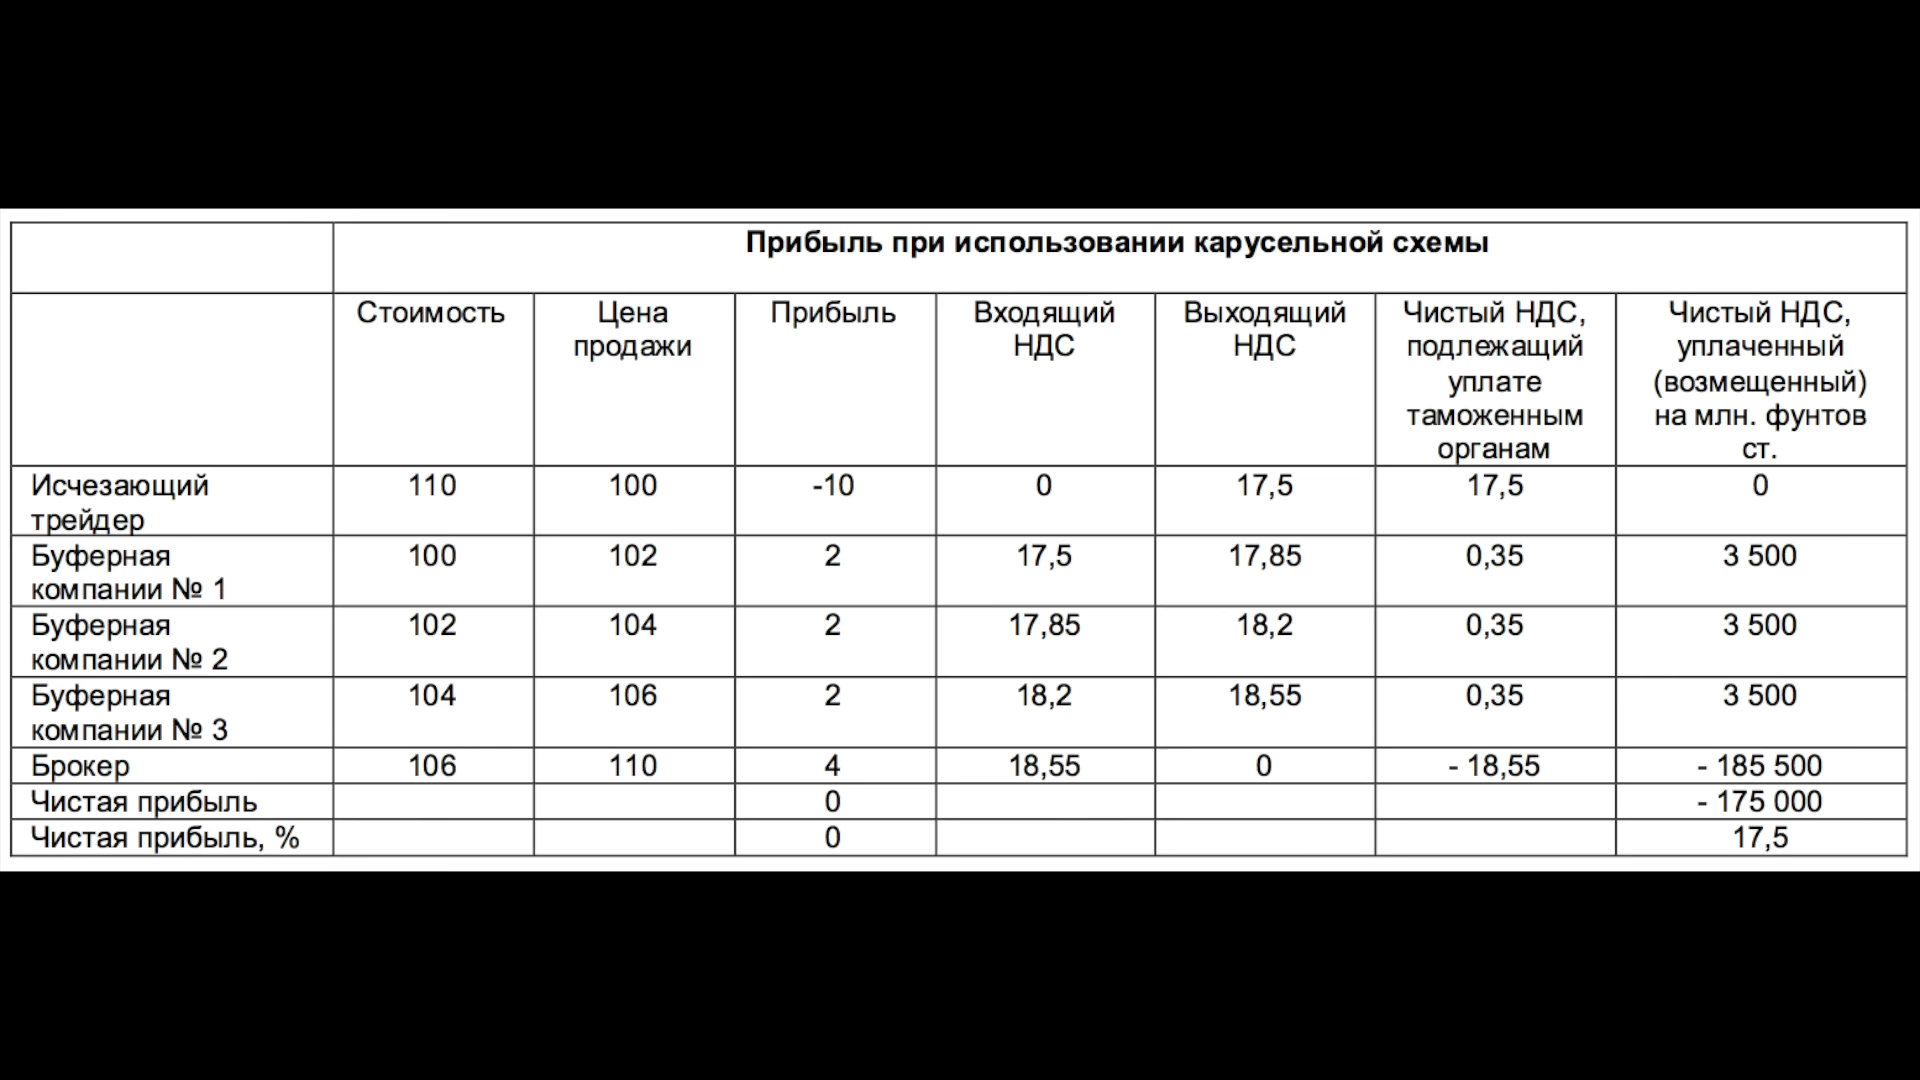 Прибыль при использовании карусельной схемы
Стоимость
Цена
продажи
Прибыль
Входящий
НДС
Выходящий
НДС
Чистый НДС,
подлежащий
уплате
таможенным
органам
Чистый НДС,
уплаченный
(возмещенный)
на млн. фунтов
ст.
Исчезающий
трейдер
110
100
-10
0
17,5
17,5
0
Буферная
компании № 1
100
102
2
17,5
17,85
0,35
3 500
Буферная
компании № 2
102
104
2
17,85
18,2
0,35
3 500
Буферная
компании № 3
104
106
2
18,2
18,55
0,35
3 500
Брокер
106
110
4
18,55
0
- 18,55
- 185 500
Чистая прибыль
0
- 175 000
Чистая прибыль, %
0
17,5